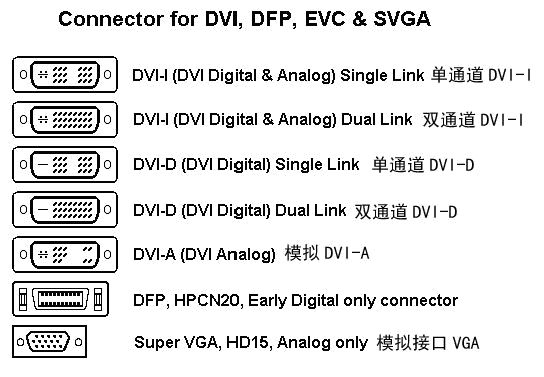 Connector for DVI, DFP, EVC & SVGA
DVI-I (DVI Digital & Analog) Single Link 单通道 DVI-I
DVI-I (DVI Digital & Analog) Dual Link 双通道 DVI-I
DVI-D (DVI Digital) Single Link 单通道 DVI-D
DVI-D (DVI Digital) Dual Link 双通道 DVI-D
DVI-A (DVI Analog) 模拟 DVI-A
DFP, HPCN20, Early Digital only connector
Super VGA, HD15, Analog only 模拟接口 VGA